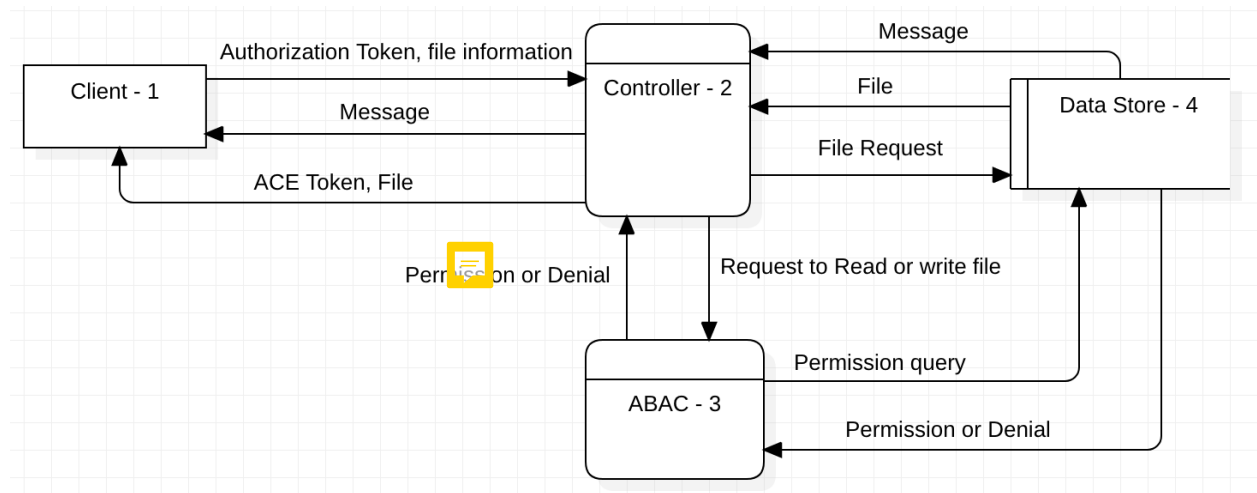 Message
Authorization Token, file information
Client - 1
Controller - 2
File
Data Store - 4
Message
File Request
ACE Token, File
Permission or Denial
Request to Read or write file
Permission query
ABAC - 3
Permission or Denial